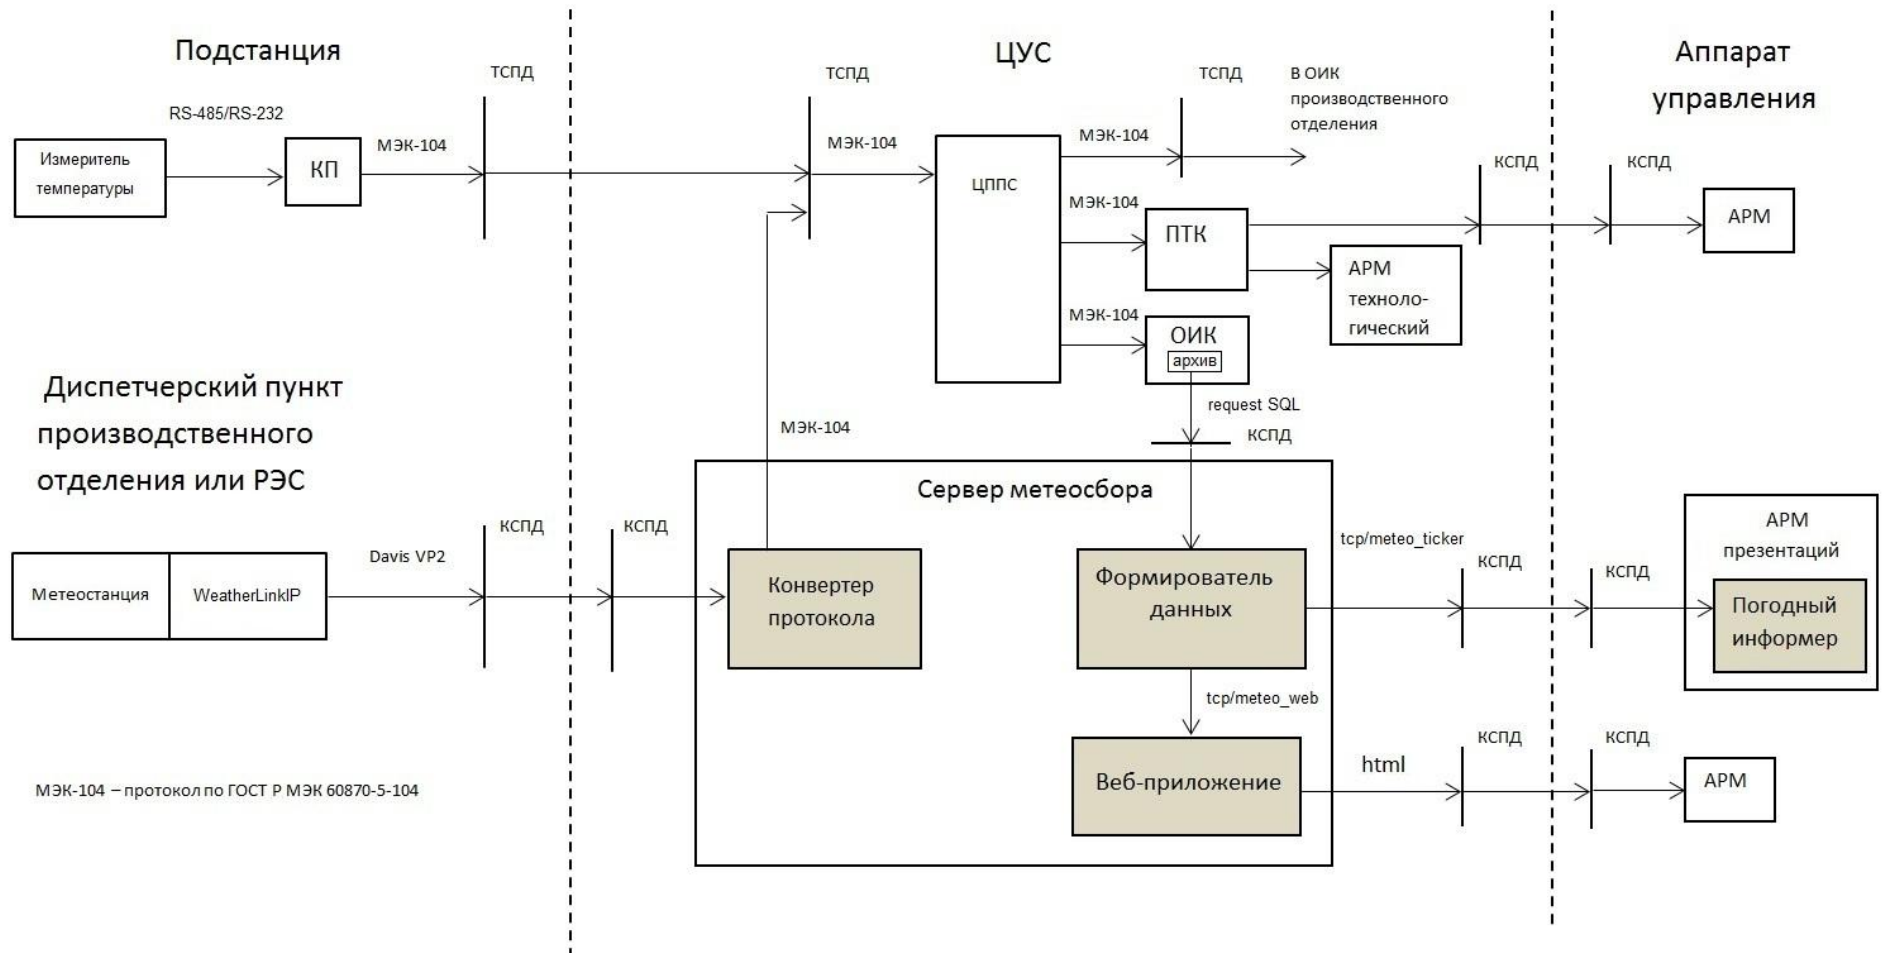 Подстанция
ЦУС
Аппарат
управления
ТСПД
ТСПД
ТСПД
В ОИК
производственного
отделения
RS-485/RS-232
МЭК-104
МЭК-104
МЭК-104
КСПД
КСПД
Измеритель
температуры
КП
ЦППС
МЭК-104
ПТК
АРМ
АРМ
техноло-
гический
МЭК-104
ОИК
архив
request SQL
КСПД
Диспетчерский пункт
производственного
отделения или РЭС
МЭК-104
Сервер метеосбора
КСПД
КСПД
Davis VP2
Метеостанция
WeatherLinkIP
Конвертер
протокола
Формирователь
данных
tcp/meteo_ticker
КСПД
КСПД
АРМ
презентаций
Погодный
информер
tcp/meteo_web
Веб-приложение
html
КСПД
КСПД
АРМ
МЭК-104 – протокол по ГОСТ Р МЭК 60870-5-104